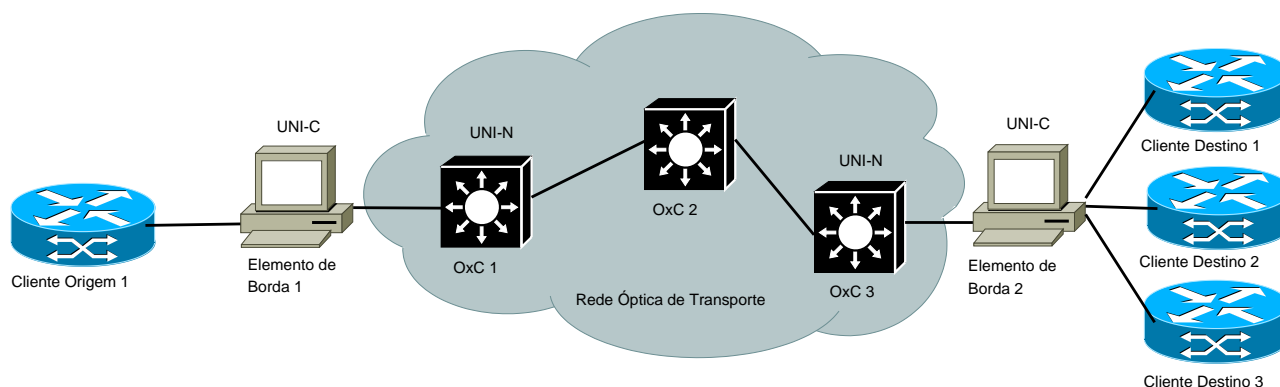 UNI-C
UNI-N
UNI-N
UNI-C
Cliente Origem 1
Elemento de
Borda 1
OxC 1
OxC 2
OxC 3
Rede Óptica de Transporte
Elemento de
Borda 2
Cliente Destino 1
Cliente Destino 2
Cliente Destino 3